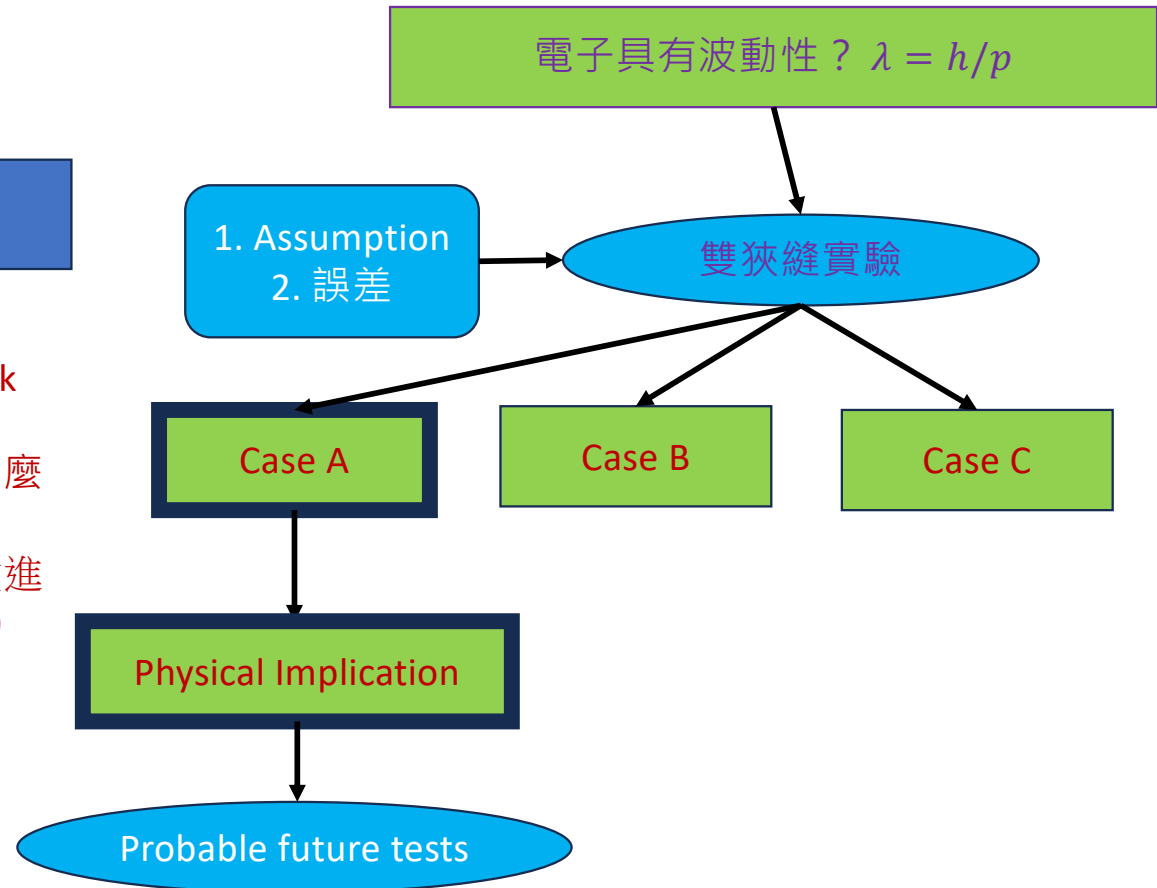 電子具有波動性？ λ = h/p
1. Assumption
2. 誤差
雙狹縫實驗
k
麼
進
Case A
Case B
Case C
Physical Implication
Probable future tests